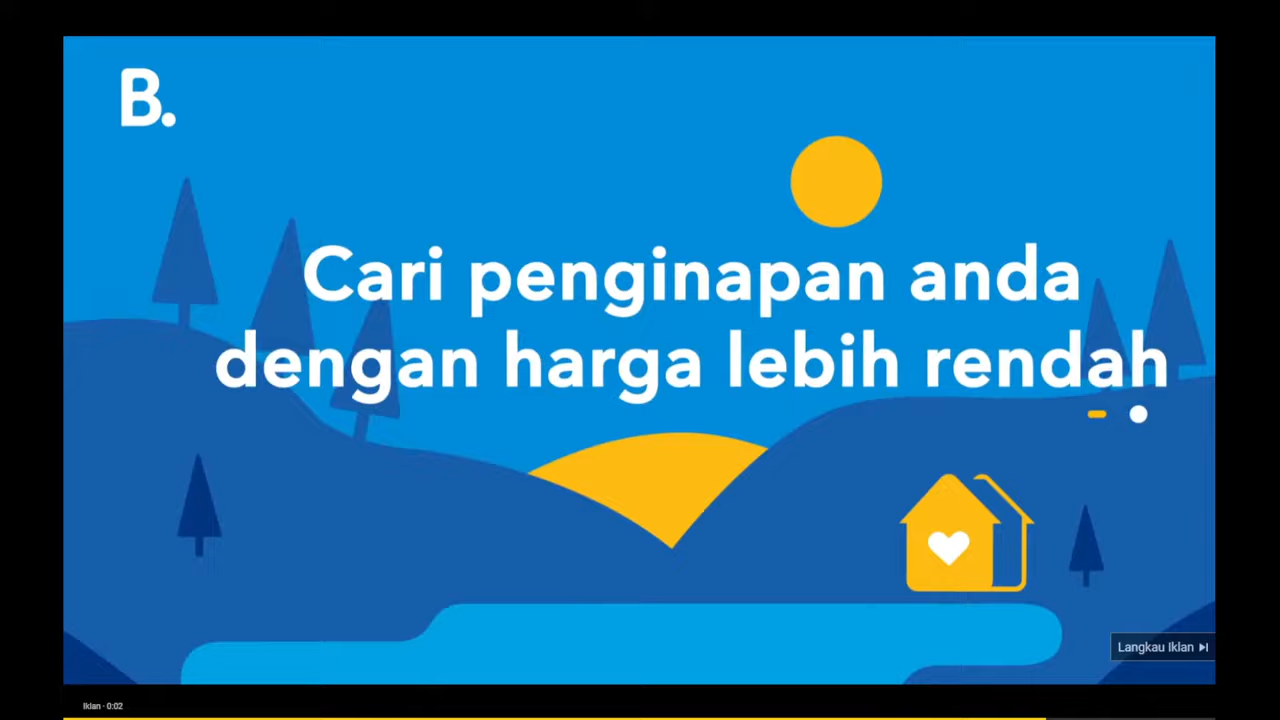 B.
Cari penginapan anda
dengan harga lebih rendah
Langkau Iklan
Iklan · 0:02